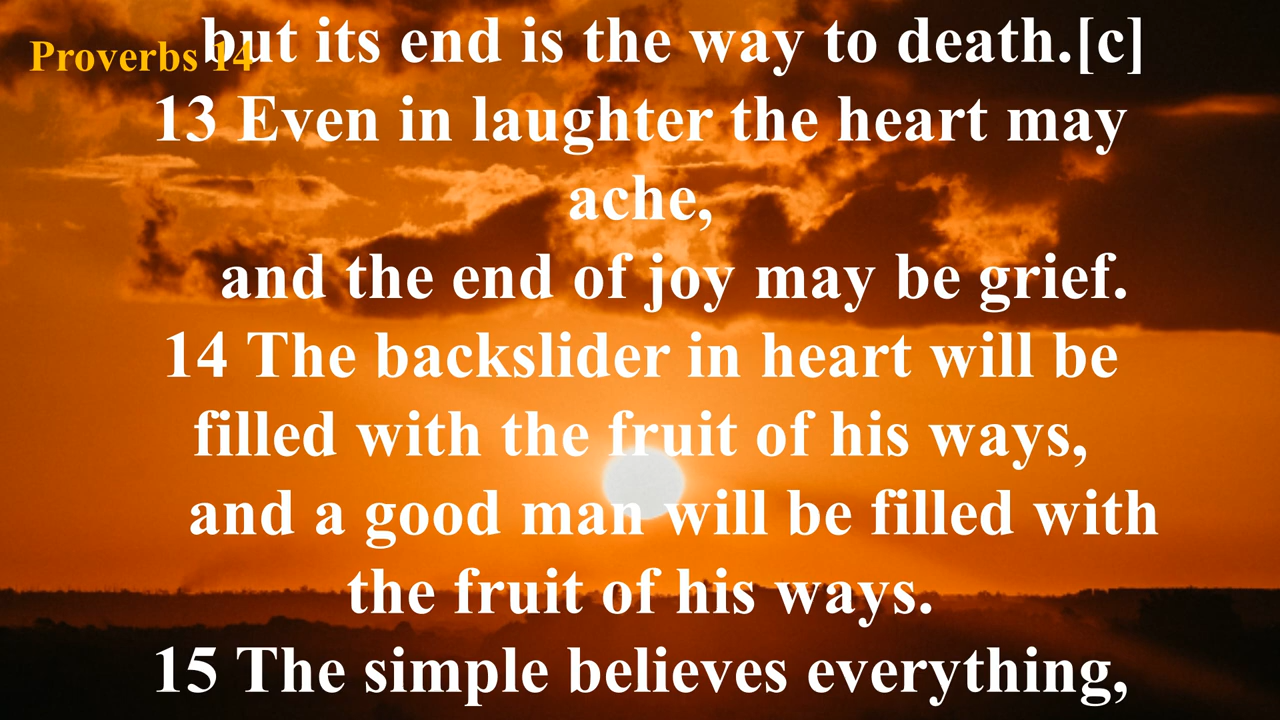 Proverbs 14
but its end is the way to death.[c]
13 Even in laughter the heart may
ache,
and the end of joy may be grief.
14 The backslider in heart will be
filled with the fruit of his ways,
and a good man will be filled with
the fruit of his ways.
15 The simple believes everything,